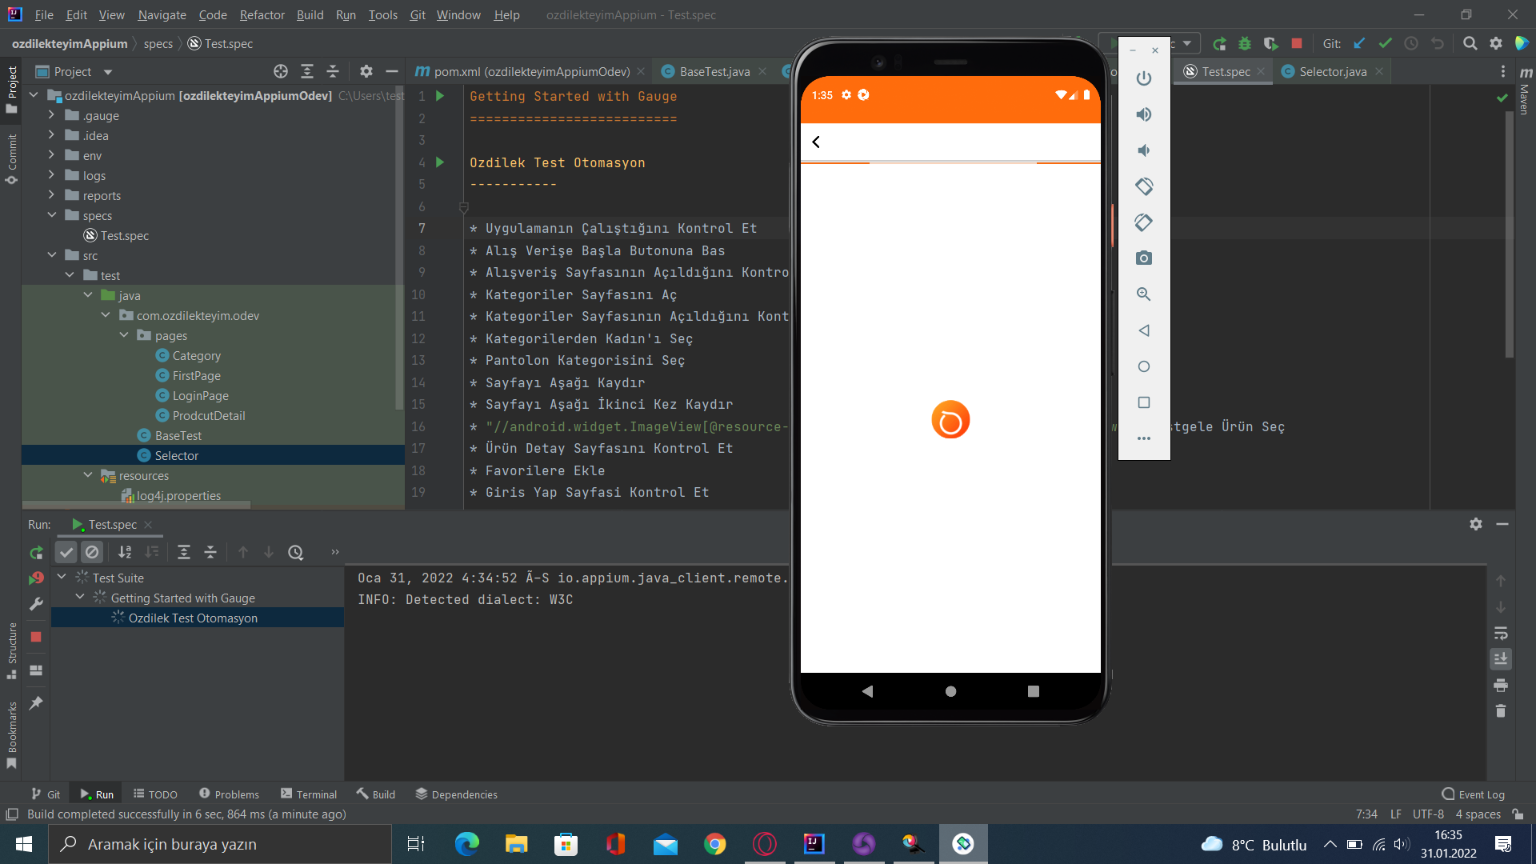 File Edit View Navigate Code Refactor Build Run Tools Git Window Help ozdilekteyimAppium - Test.spec
ozdilekteyimAppium specs Test.spec
Git:
Project
pom.xml (ozdilekteyimAppiumOdev)
BaseTest.java
Test.spec
Selector.java
Project
Commit
Structure
Bookmarks
Maven
ozdilekteyimAppium [ozdilekteyimAppiumOdev] C:\Users\test
.gauge
.idea
env
logs
reports
specs
Test.spec
src
test
java
com.ozdilekteyim.odev
pages
Category
FirstPage
LoginPage
ProdcutDetail
BaseTest
Selector
resources
log4j.properties
1 Getting Started with Gauge
2 ==========================
3
4 Ozdilek Test Otomasyon
5 -----------
6
7 * Uygulamanın Çalıştığını Kontrol Et
8 * Alış Verişe Başla Butonuna Bas
9 * Alışveriş Sayfasının Açıldığını Kontro
10 * Kategoriler Sayfasını Aç
11 * Kategoriler Sayfasının Açıldığını Kont
12 * Kategorilerden Kadın'ı Seç
13 * Pantolon Kategorisini Seç
14 * Sayfayı Aşağı Kaydır
15 * Sayfayı Aşağı İkinci Kez Kaydır
16 * "//android.widget.ImageView[@resource- stgele Ürün Seç
17 * Ürün Detay Sayfasını Kontrol Et
18 * Favorilere Ekle
19 * Giris Yap Sayfasi Kontrol Et
1:35
Run: Test.spec
Test Suite
Getting Started with Gauge
Ozdilek Test Otomasyon
Oca 31, 2022 4:34:52 Ã-S io.appium.java_client.remote.
INFO: Detected dialect: W3C
Git Run TODO Problems Terminal Build Dependencies Event Log
Build completed successfully in 6 sec, 864 ms (a minute ago) 7:34 LF UTF-8 4 spaces
Aramak için buraya yazın
8°C Bulutlu
16:35
31.01.2022